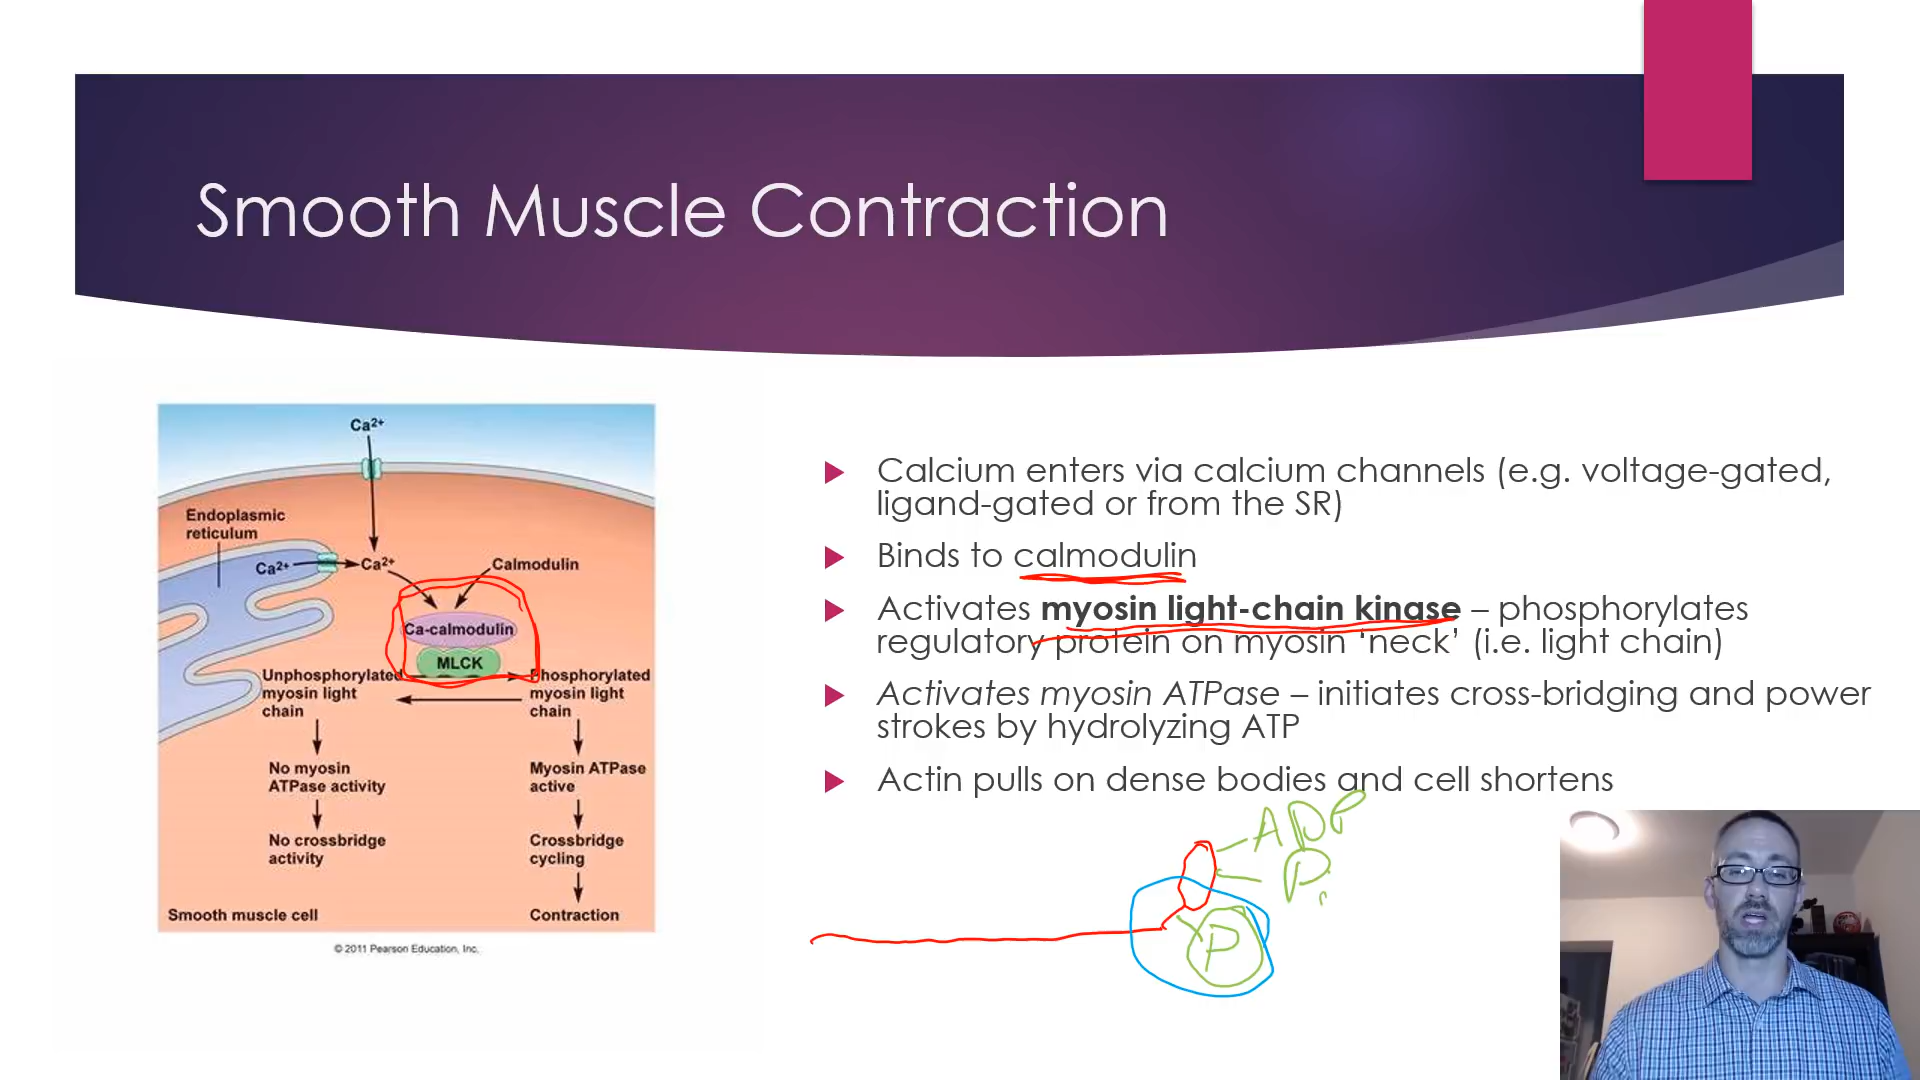 Smooth Muscle Contraction
Ca2+
Endoplasmic
reticulum
Ca2+
Ca2+
Calmodulin
Ca-calmodulin
MLCK
Unphosphorylated
myosin light
chain
Phosphorylated
myosin light
chain
No myosin
ATPase activity
Myosin ATPase
active
No crossbridge
activity
Crossbridge
cycling
Smooth muscle cell
Contraction
© 2011 Pearson Education, Inc.
Calcium enters via calcium channels (e.g. voltage-gated,
ligand-gated or from the SR)
Binds to calmodulin
Activates myosin light-chain kinase – phosphorylates
regulatory protein on myosin ‘neck’ (i.e. light chain)
Activates myosin ATPase – initiates cross-bridging and power
strokes by hydrolyzing ATP
Actin pulls on dense bodies and cell shortens
ADP
Pi
P